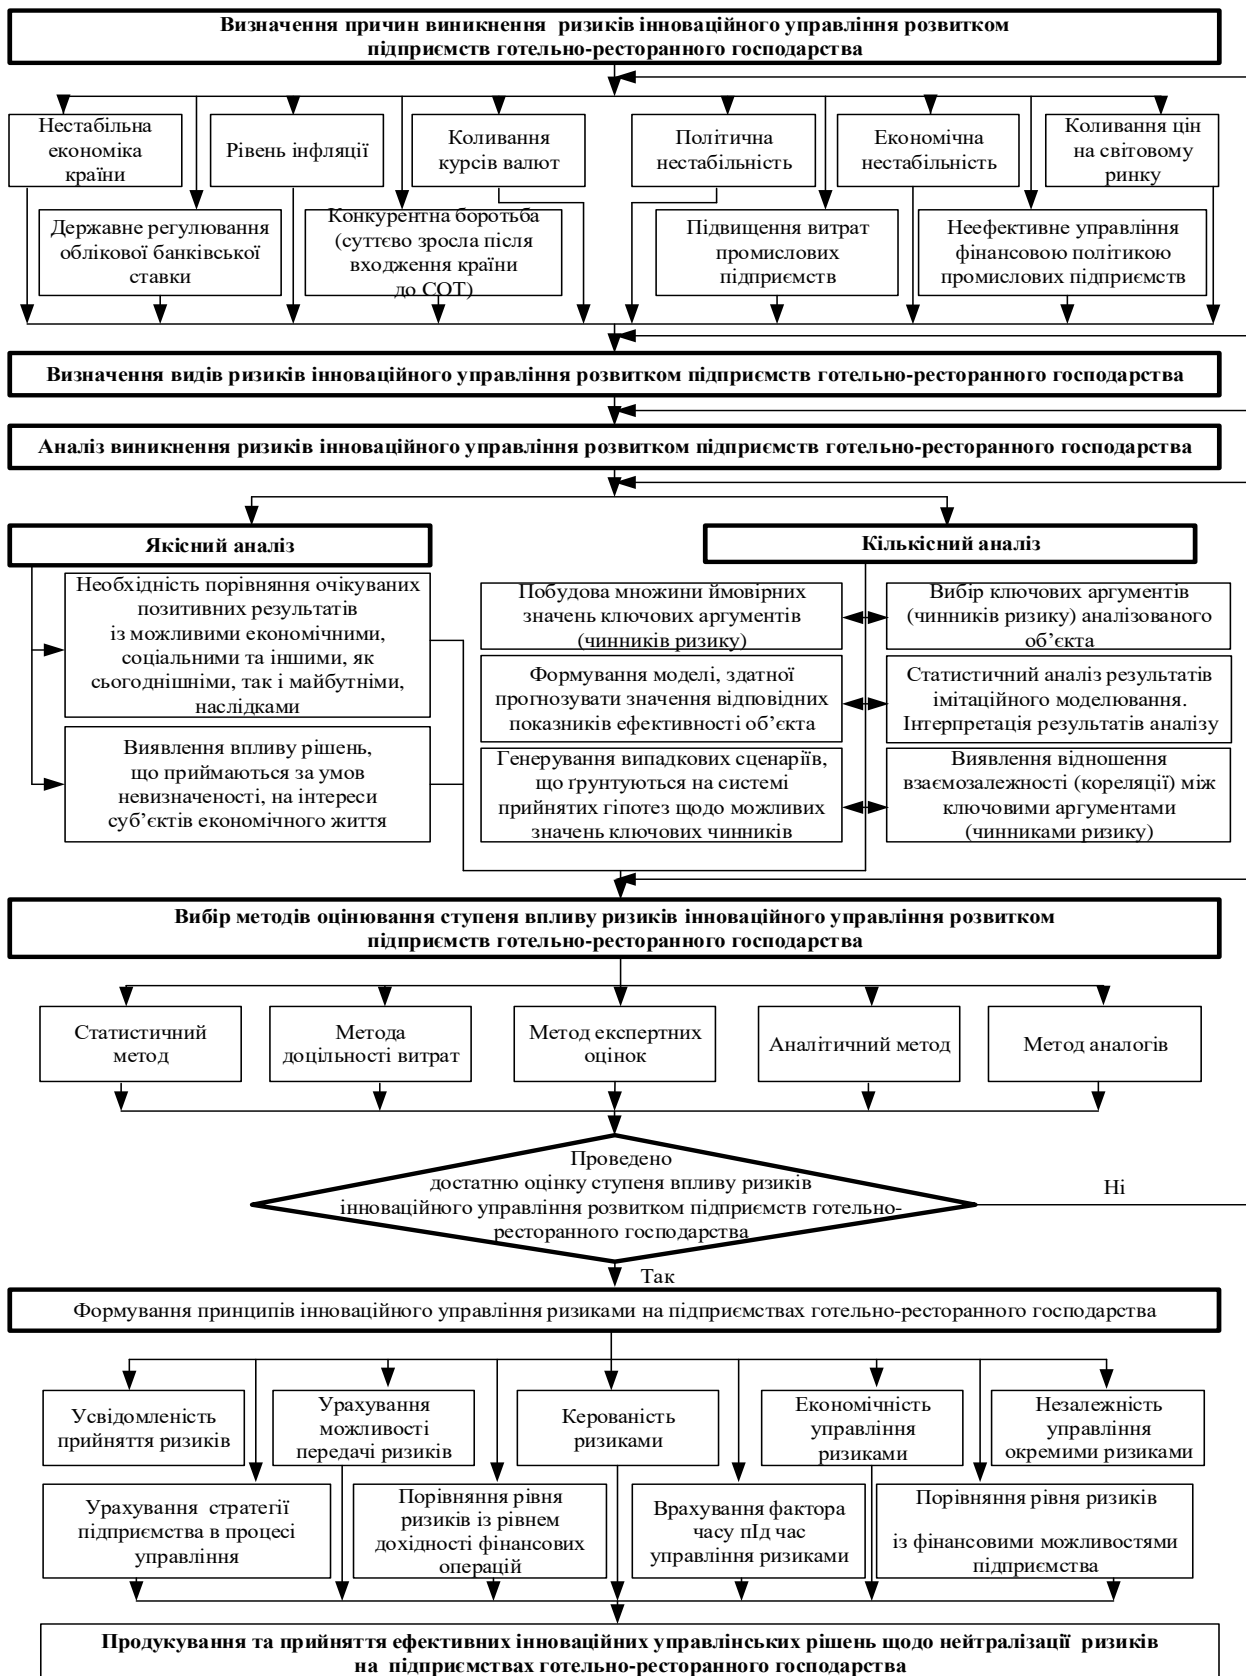 Визначення причин виникнення ризиків інноваційного управління розвитком
підприємств готельно-ресторанного господарства
Нестабільна
економіка
країни
Рівень інфляції
Коливання
курсів валют
Політична
нестабільність
Економічна
нестабільність
Коливання цін
на світовому
ринку
Державне регулювання
облікової банківської
ставки
Конкурентна боротьба
(суттєво зросла після
входження країни
до СОТ)
Підвищення витрат
промислових
підприємств
Неефективне управління
фінансовою політикою
промислових підприємств
Визначення видів ризиків інноваційного управління розвитком підприємств готельно-ресторанного господарства
Аналіз виникнення ризиків інноваційного управління розвитком підприємств готельно-ресторанного господарства
Якісний аналіз
Кількісний аналіз
Необхідність порівняння очікуваних
позитивних результатів
із можливими економічними,
соціальними та іншими, як
сьогоднішніми, так і майбутніми,
наслідками
Виявлення впливу рішень,
що приймаються за умов
невизначеності, на інтереси
суб’єктів економічного життя
Побудова множини ймовірних
значень ключових аргументів
(чинників ризику)
Вибір ключових аргументів
(чинників ризику) аналізованого
об’єкта
Формування моделі, здатної
прогнозувати значення відповідних
показників ефективності об’єкта
Статистичний аналіз результатів
імітаційного моделювання.
Інтерпретація результатів аналізу
Генерування випадкових сценаріїв,
що ґрунтуються на системі
прийнятих гіпотез щодо можливих
значень ключових чинників
Виявлення відношення
взаємозалежності (кореляції) між
ключовими аргументами
(чинниками ризику)
Вибір методів оцінювання ступеня впливу ризиків інноваційного управління розвитком
підприємств готельно-ресторанного господарства
Статистичний
метод
Метода
доцільності витрат
Метод експертних
оцінок
Аналітичний метод
Метод аналогів
Проведено
достатню оцінку ступеня впливу ризиків
інноваційного управління розвитком підприємств готельно-
ресторанного господарства
Ні
Так
Формування принципів інноваційного управління ризиками на підприємствах готельно-ресторанного господарства
Усвідомленість
прийняття ризиків
Урахування
можливості
передачі ризиків
Керованість
ризиками
Економічність
управління
ризиками
Незалежність
управління
окремими ризиками
Урахування стратегії
підприємства в процесі
управління
Порівняння рівня
ризиків із рівнем
дохідності фінансових
операцій
Врахування фактора
часу пІд час
управління ризиками
Порівняння рівня ризиків
із фінансовими можливостями
підприємства
Продукування та прийняття ефективних інноваційних управлінських рішень щодо нейтралізації ризиків
на підприємствах готельно-ресторанного господарства